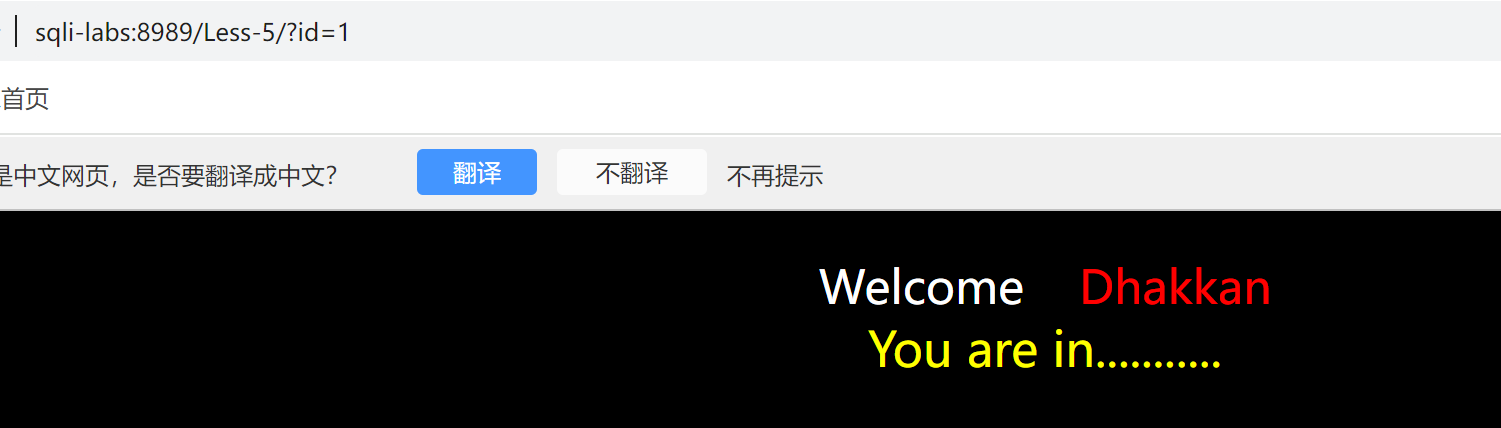 sqli-labs:8989/Less-5/?id=1
首页
是中文网页，是否要翻译成中文？ 翻译 不翻译 不再提示
Welcome Dhakkan
You are in...........